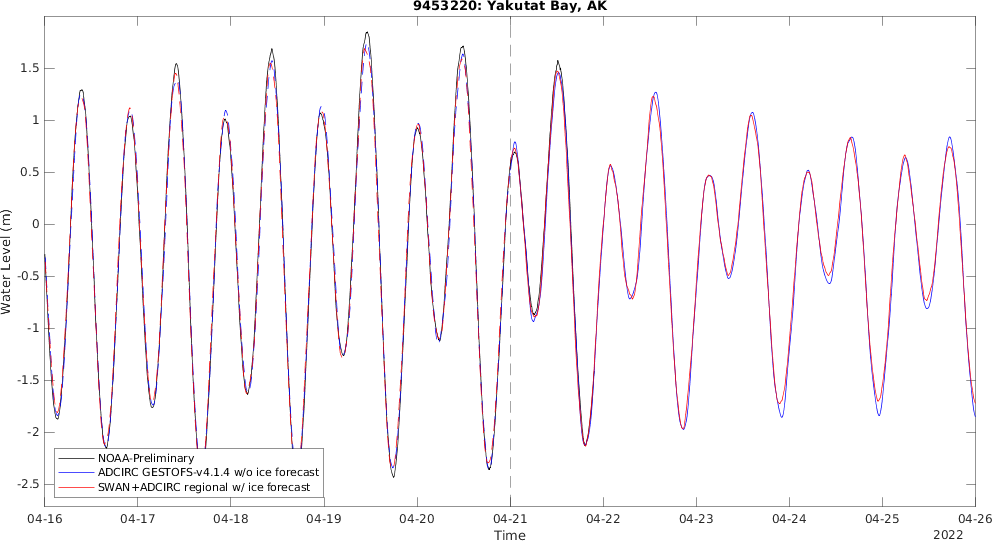 9453220: Yakutat Bay, AK
Water Level (m)
1.5
1
0.5
0
-0.5
-1
-1.5
-2
-2.5
NOAA-Preliminary
ADCIRC GESTOFS-v4.1.4 w/o ice forecast
SWAN+ADCIRC regional w/ ice forecast
04-16 04-17 04-18 04-19 04-20 04-21 04-22 04-23 04-24 04-25 04-26
Time
2022